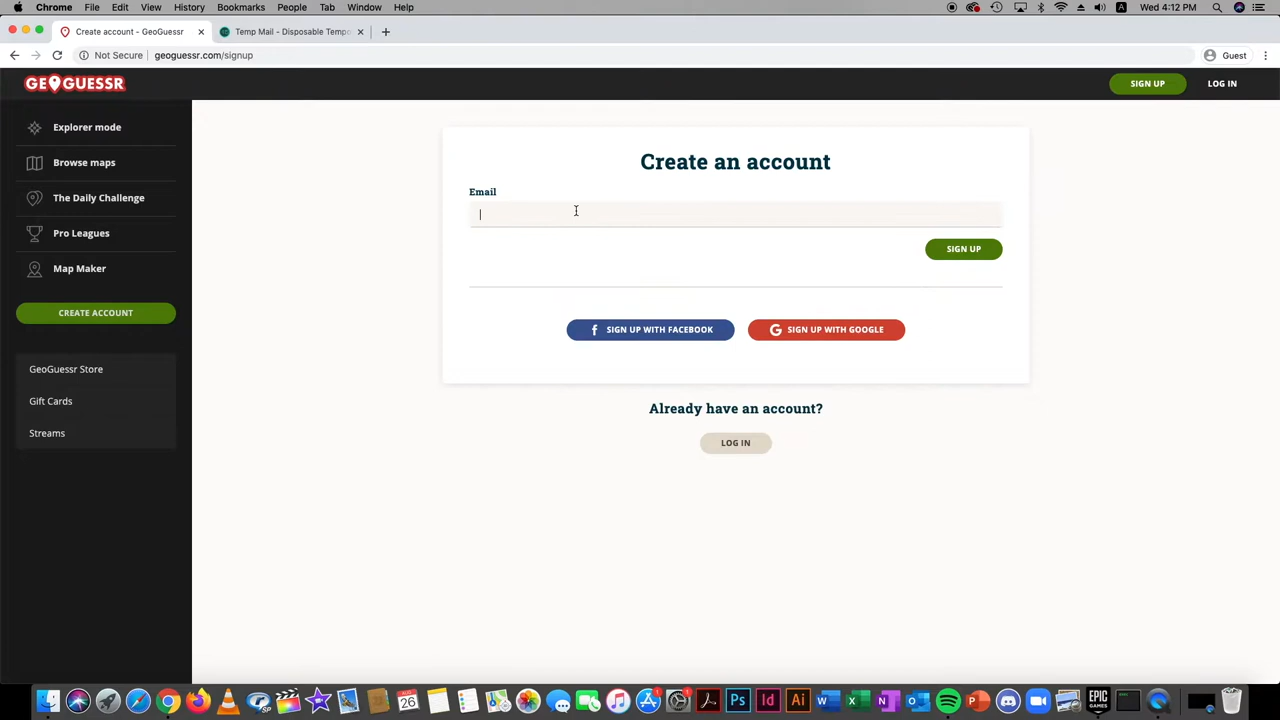 Chrome File Edit View History Bookmarks People Tab Window Help Wed 4:12 PM
Create account - GeoGuessr Temp Mail - Disposable Tempo
Not Secure geoguessr.com/signup Guest
GEOGUESSR SIGN UP LOG IN
Explorer mode
Browse maps
The Daily Challenge
Pro Leagues
Map Maker
CREATE ACCOUNT
GeoGuessr Store
Gift Cards
Streams
Create an account
Email
SIGN UP
SIGN UP WITH FACEBOOK SIGN UP WITH GOOGLE
Already have an account?
LOG IN